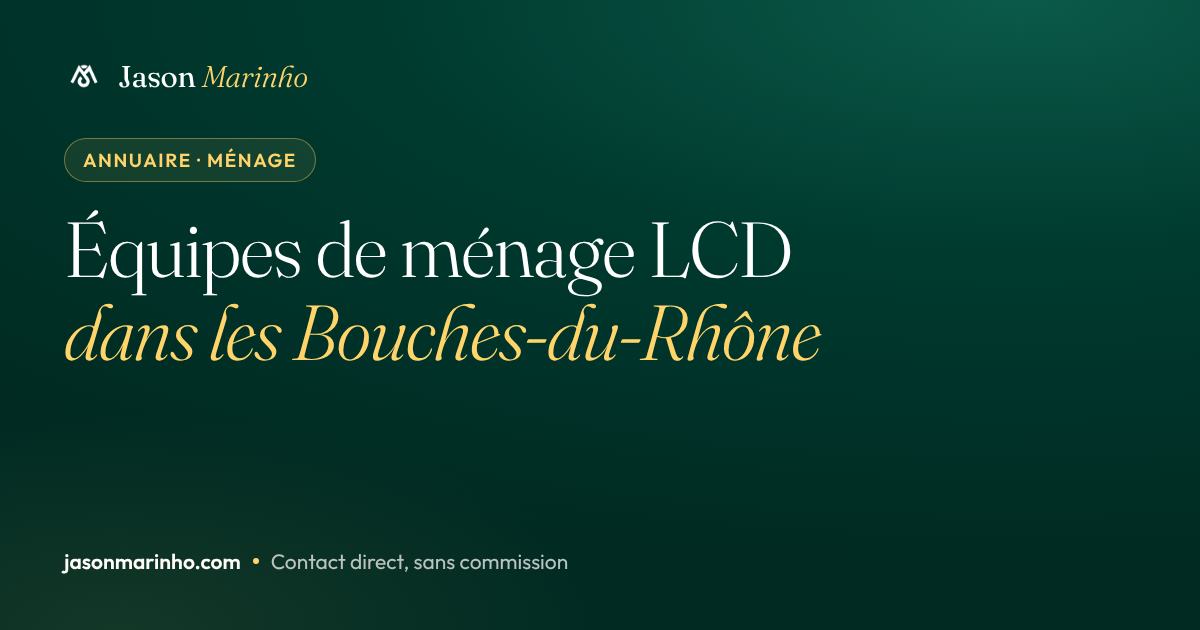 Jason Marinho
ANNUAIRE · MÉNAGE
Équipes de ménage LCD
dans les Bouches-du-Rhône
jasonmarinho.com • Contact direct, sans commission